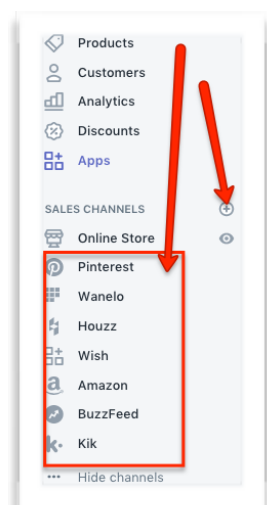 Products
Customers
Analytics
Discounts
Apps
SALES CHANNELS
Online Store
Pinterest
Wanelo
Houzz
Wish
Amazon
BuzzFeed
Kik
Hide channels